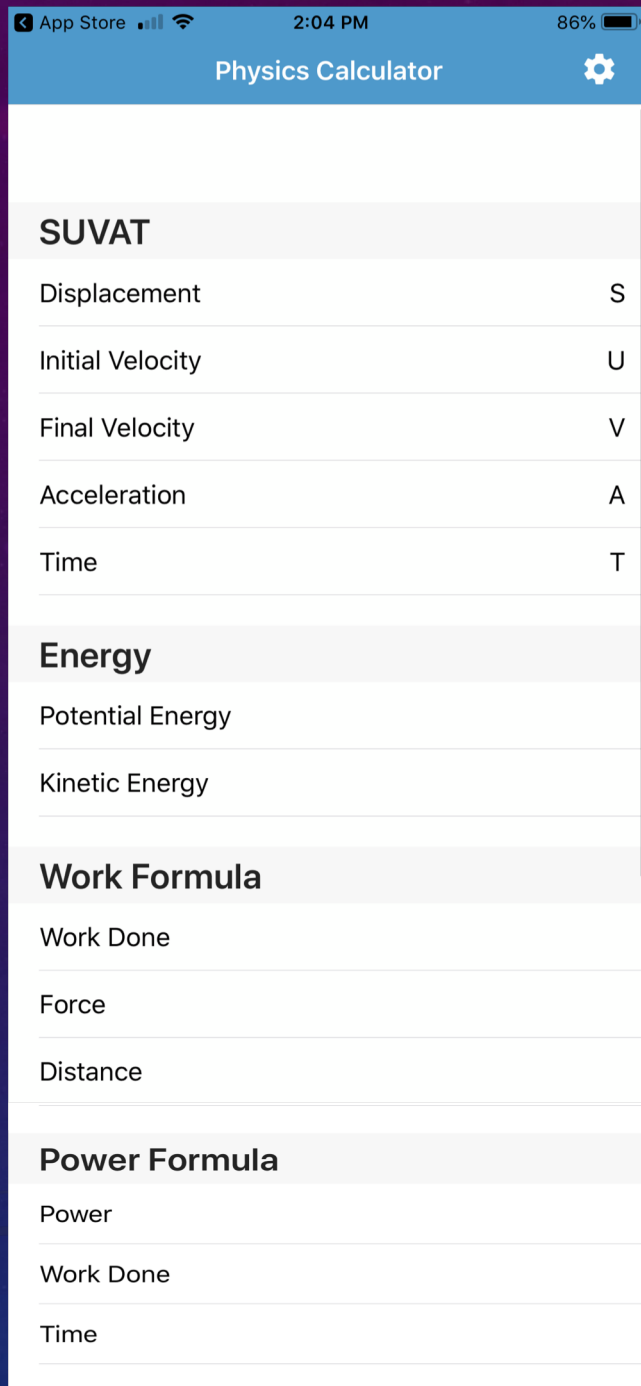 App Store 2:04 PM 86%
Physics Calculator
SUVAT
Displacement S
Initial Velocity U
Final Velocity V
Acceleration A
Time T
Energy
Potential Energy
Kinetic Energy
Work Formula
Work Done
Force
Distance
Power Formula
Power
Work Done
Time